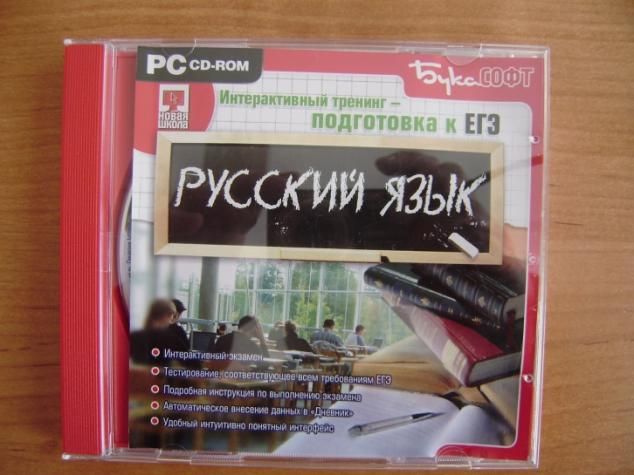 PC CD-ROM
Бука СОФТ
НОВАЯ
ШКОЛА
Интерактивный тренинг –
ПОДГОТОВКА К ЕГЭ
РУССКИЙ ЯЗЫК
Интерактивный экзамен
Тестирование, соответствующее всем требованиям ЕГЭ
Подробная инструкция по выполнению экзамена
Автоматическое внесение данных в «Дневник»
Удобный интуитивно понятный интерфейс